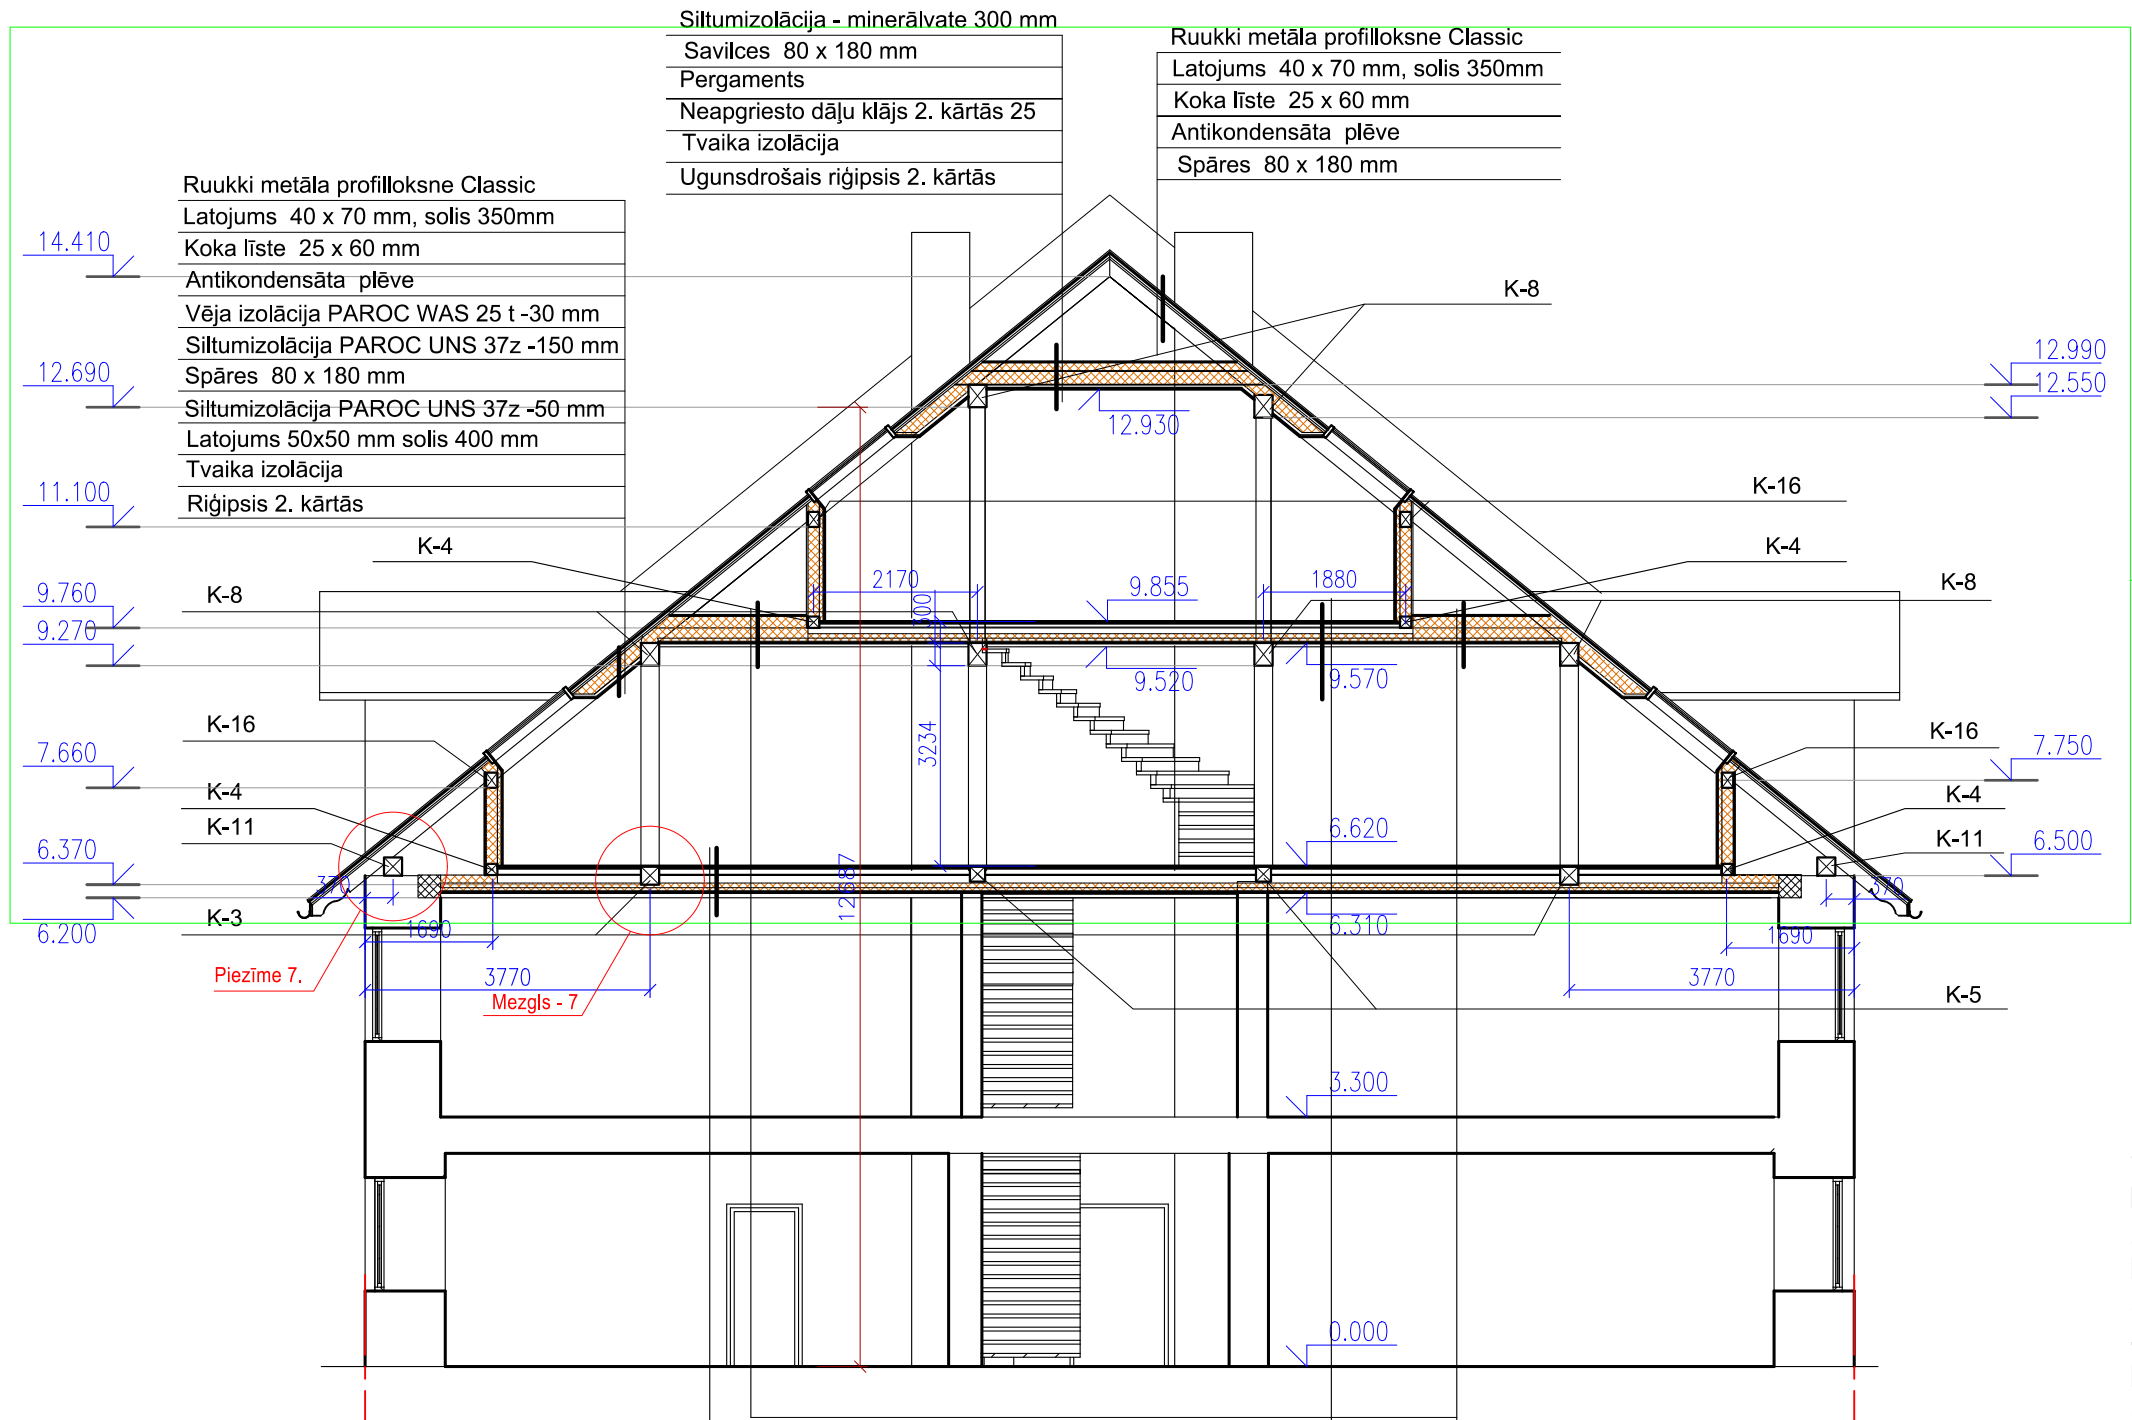 Siltumizolācija - minerālvate 300 mm
Savilces 80 x 180 mm
Pergaments
Neapgriesto dāļu klājs 2. kārtās 25
Tvaika izolācija
Ugunsdrošais riģipsis 2. kārtās
Ruukki metāla profilloksne Classic
Latojums 40 x 70 mm, solis 350mm
Koka līste 25 x 60 mm
Antikondensāta plēve
Spāres 80 x 180 mm
Ruukki metāla profilloksne Classic
Latojums 40 x 70 mm, solis 350mm
Koka līste 25 x 60 mm
Antikondensāta plēve
Vēja izolācija PAROC WAS 25 t -30 mm
Siltumizolācija PAROC UNS 37z -150 mm
Spāres 80 x 180 mm
Siltumizolācija PAROC UNS 37z -50 mm
Latojums 50x50 mm solis 400 mm
Tvaika izolācija
Riģipsis 2. kārtās
14.410
12.690
11.100
9.760
9.270
7.660
6.370
6.200
K-4
K-8
K-16
K-4
K-11
K-3
370
1690
3770
Piezīme 7.
Mezgls - 7
K-8
12.990
12.550
12.930
K-16
K-4
K-8
2170
300
9.855
1880
9.520
9.570
3234
12687
K-16
7.750
K-4
K-11
6.500
6.620
370
6.310
1690
3770
K-5
3.300
0.000